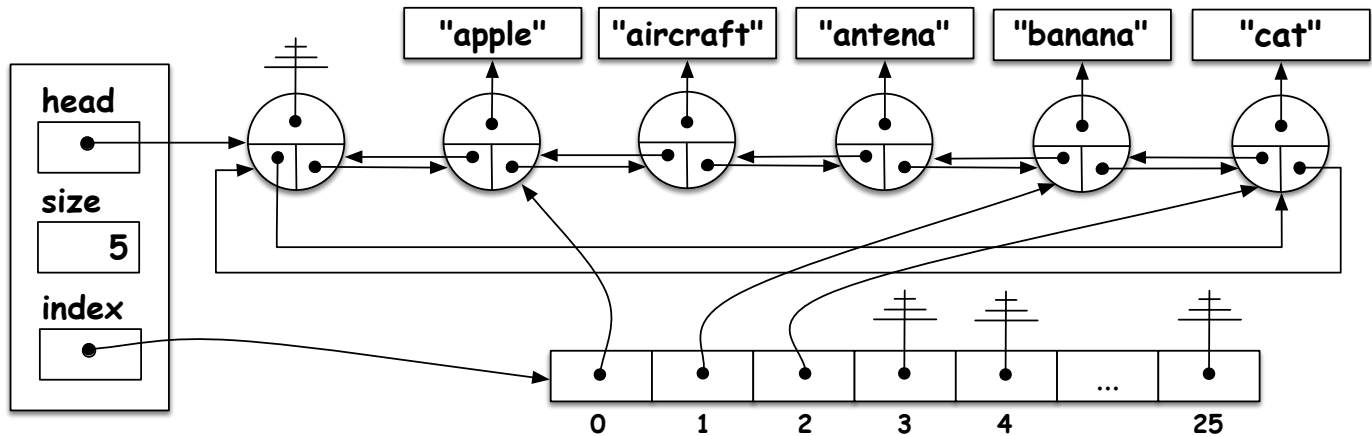 "apple" "aircraft" "antena" "banana" "cat"
head
size
5
index
...
0 1 2 3 4 25